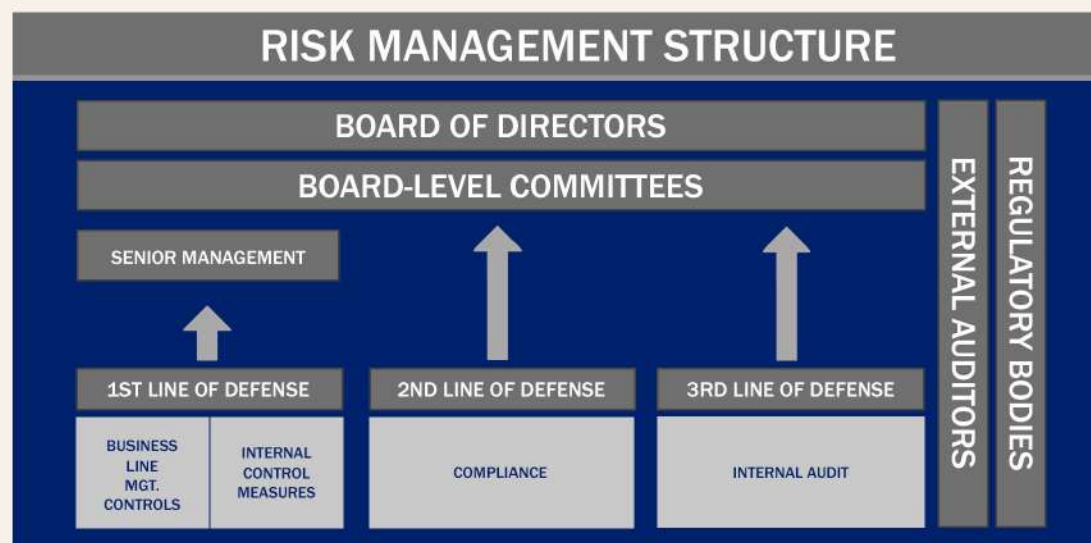 RISK MANAGEMENT STRUCTURE
BOARD OF DIRECTORS
BOARD-LEVEL COMMITTEES
SENIOR MANAGEMENT
1ST LINE OF DEFENSE
2ND LINE OF DEFENSE
3RD LINE OF DEFENSE
BUSINESS
LINE
MGT.
CONTROLS
INTERNAL
CONTROL
MEASURES
COMPLIANCE
INTERNAL AUDIT
EXTERNAL AUDITORS
REGULATORY BODIES